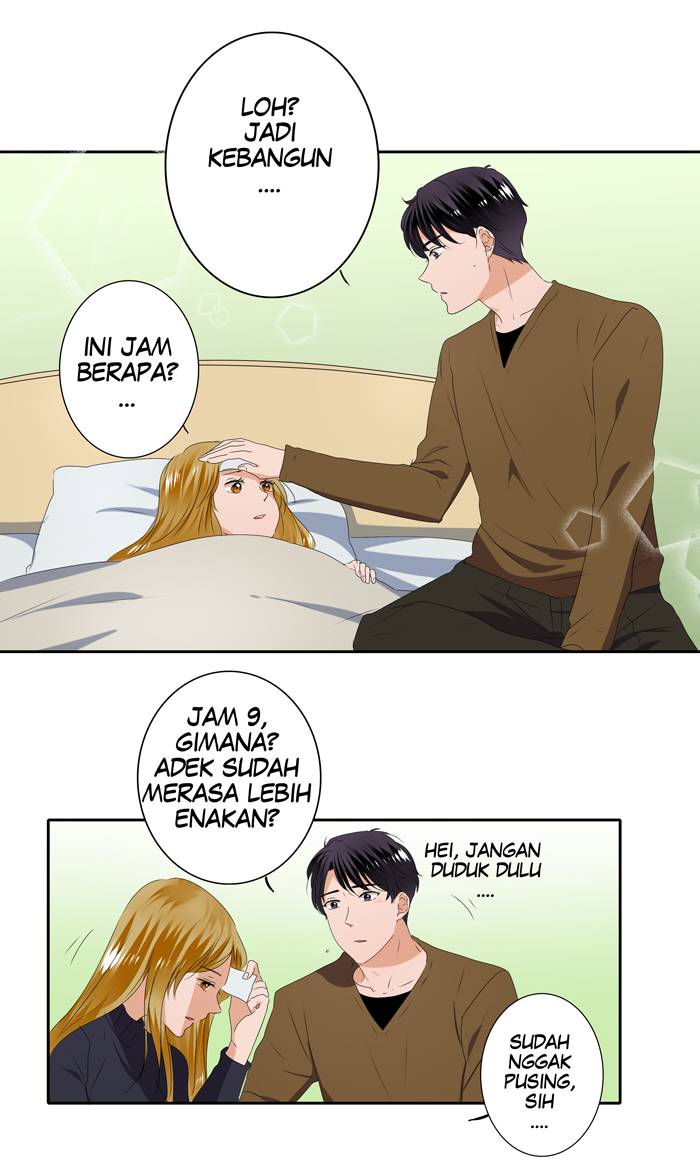 LOH?
JADI
KEBANGUN
....
INI JAM
BERAPA?
...
JAM 9,
GIMANA?
ADEK SUDAH
MERASA LEBIH
ENAKAN?
HEI, JANGAN
DUDUK DULU
....
SUDAH
NGGAK
PUSING,
SIH
....